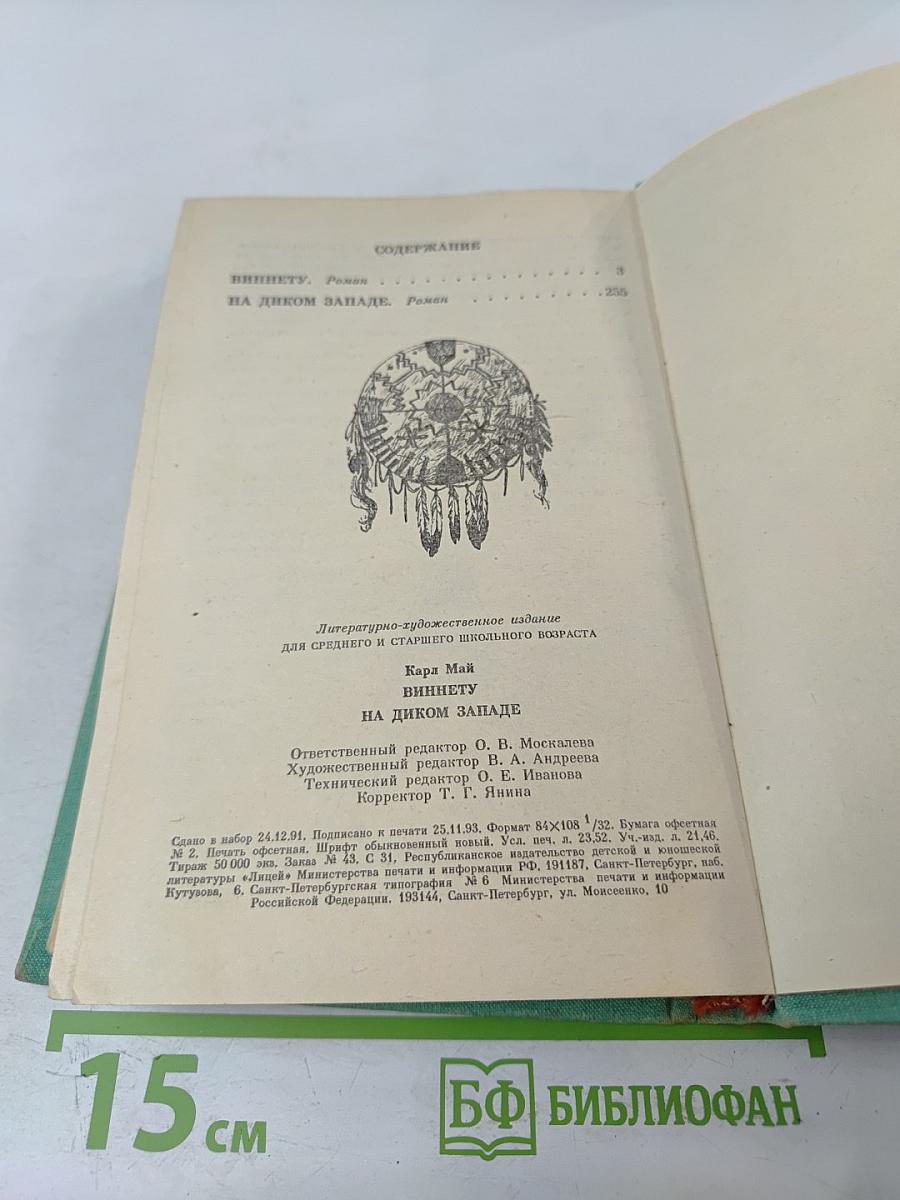 СОДЕРЖАНИЕ
ВИННЕТУ. Роман . . . . . . . . . . . . . . . . 3
НА ДИКОМ ЗАПАДЕ. Роман . . . . . . . . . 255
Литературно-художественное издание
ДЛЯ СРЕДНЕГО И СТАРШЕГО ШКОЛЬНОГО ВОЗРАСТА
Карл Май
ВИННЕТУ
НА ДИКОМ ЗАПАДЕ
Ответственный редактор О. В. Москалева
Художественный редактор В. А. Андреева
Технический редактор О. Е. Иванова
Корректор Т. Г. Янина
Сдано в набор 24.12.91. Подписано к печати 25.11.93. Формат 84×108 1/32. Бумага офсетная
№ 2. Печать офсетная. Шрифт обыкновенный новый. Усл. печ. л. 23,52. Уч.-изд. л. 21,46.
Тираж 50 000 экз. Заказ № 43. С 31. Республиканское издательство детской и юношеской
литературы «Лицей» Министерства печати и информации РФ. 191187, Санкт-Петербург, наб.
Кутузова, 6. Санкт-Петербургская типография № 6 Министерства печати и информации
Российской Федерации. 193144, Санкт-Петербург, ул. Моисеенко, 10
15 см
БФ БИБЛИОФАН